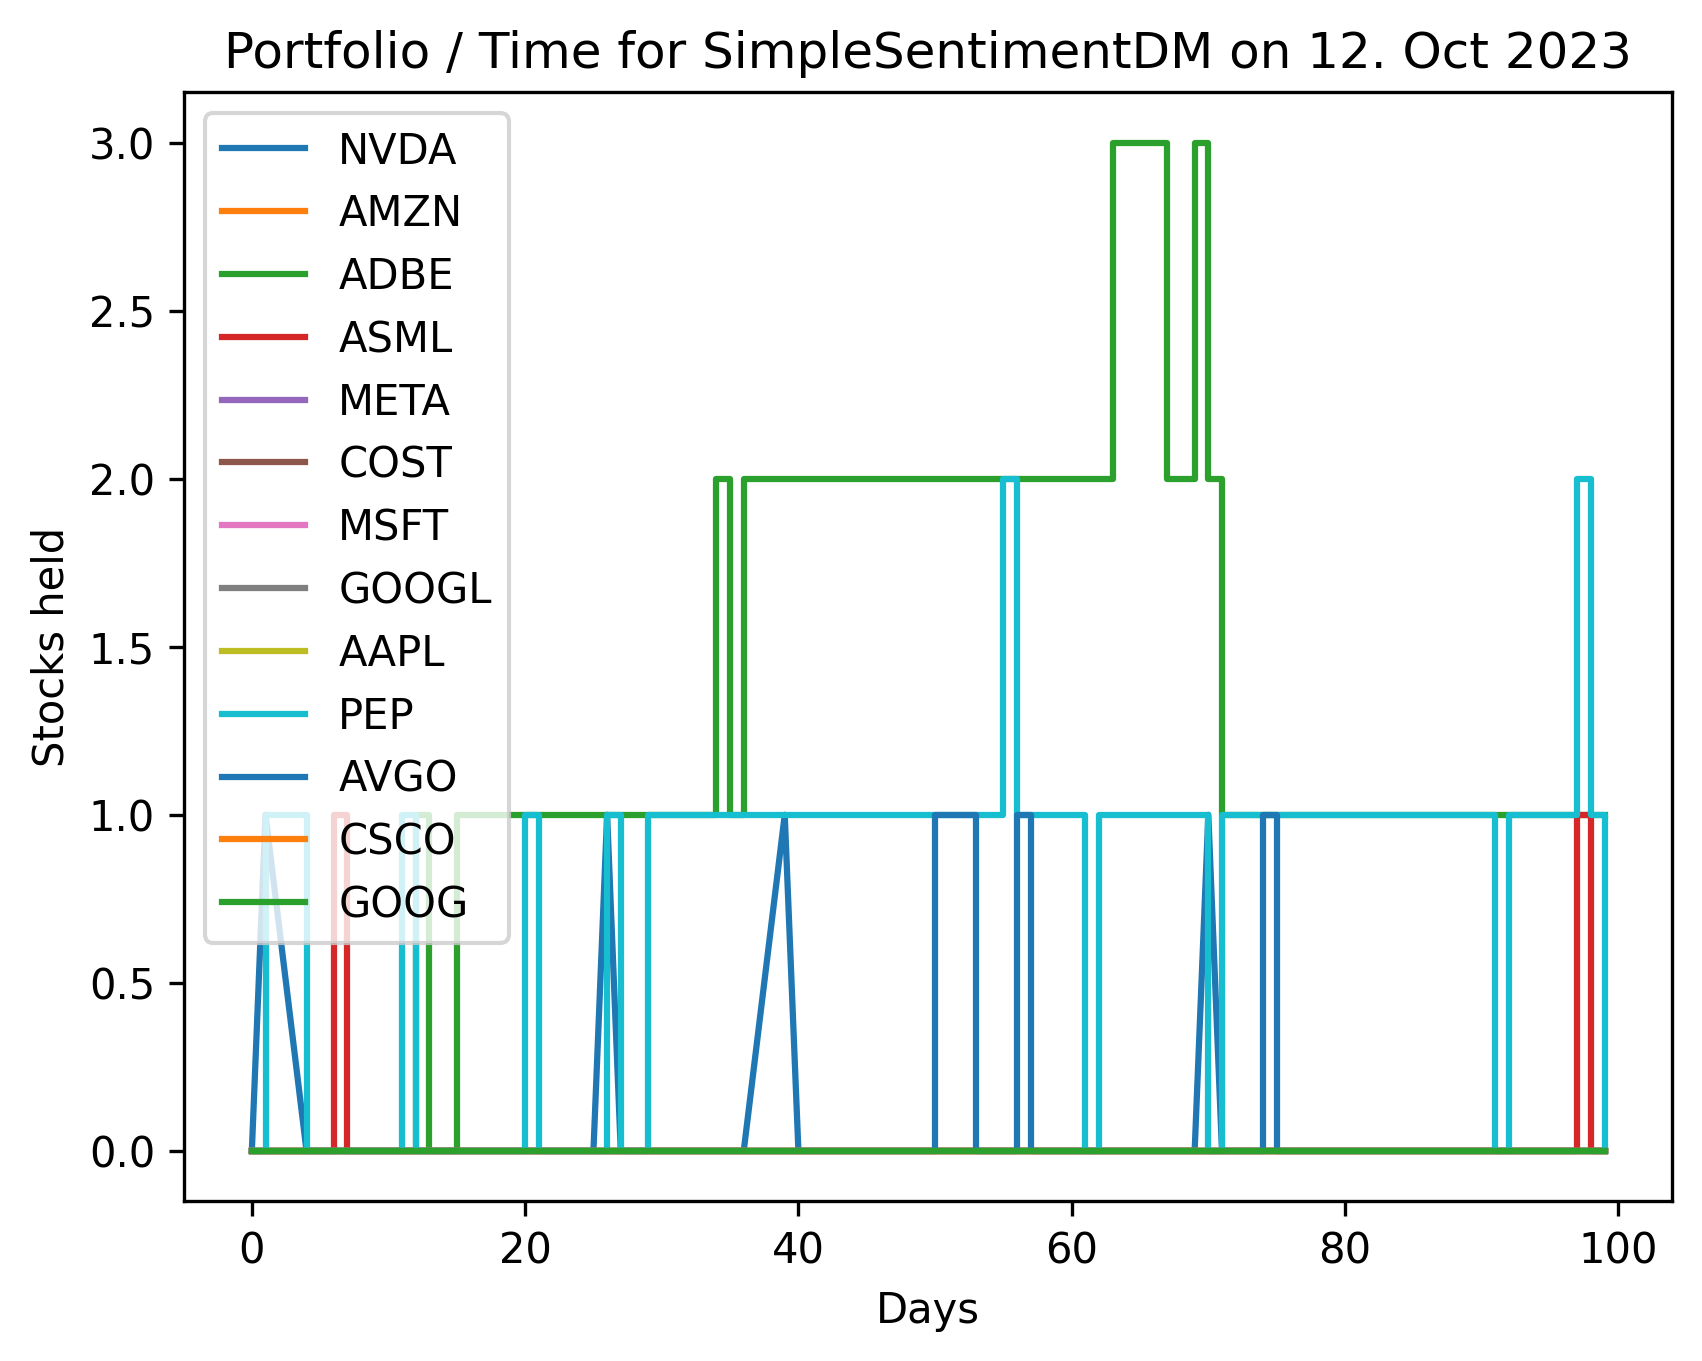 Portfolio / Time for SimpleSentimentDM on 12. Oct 2023
3.0
2.5
2.0
1.5
1.0
0.5
0.0
Stocks held
NVDA
AMZN
ADBE
ASML
META
COST
MSFT
GOOGL
AAPL
PEP
AVGO
CSCO
GOOG
0 20 40 60 80 100
Days